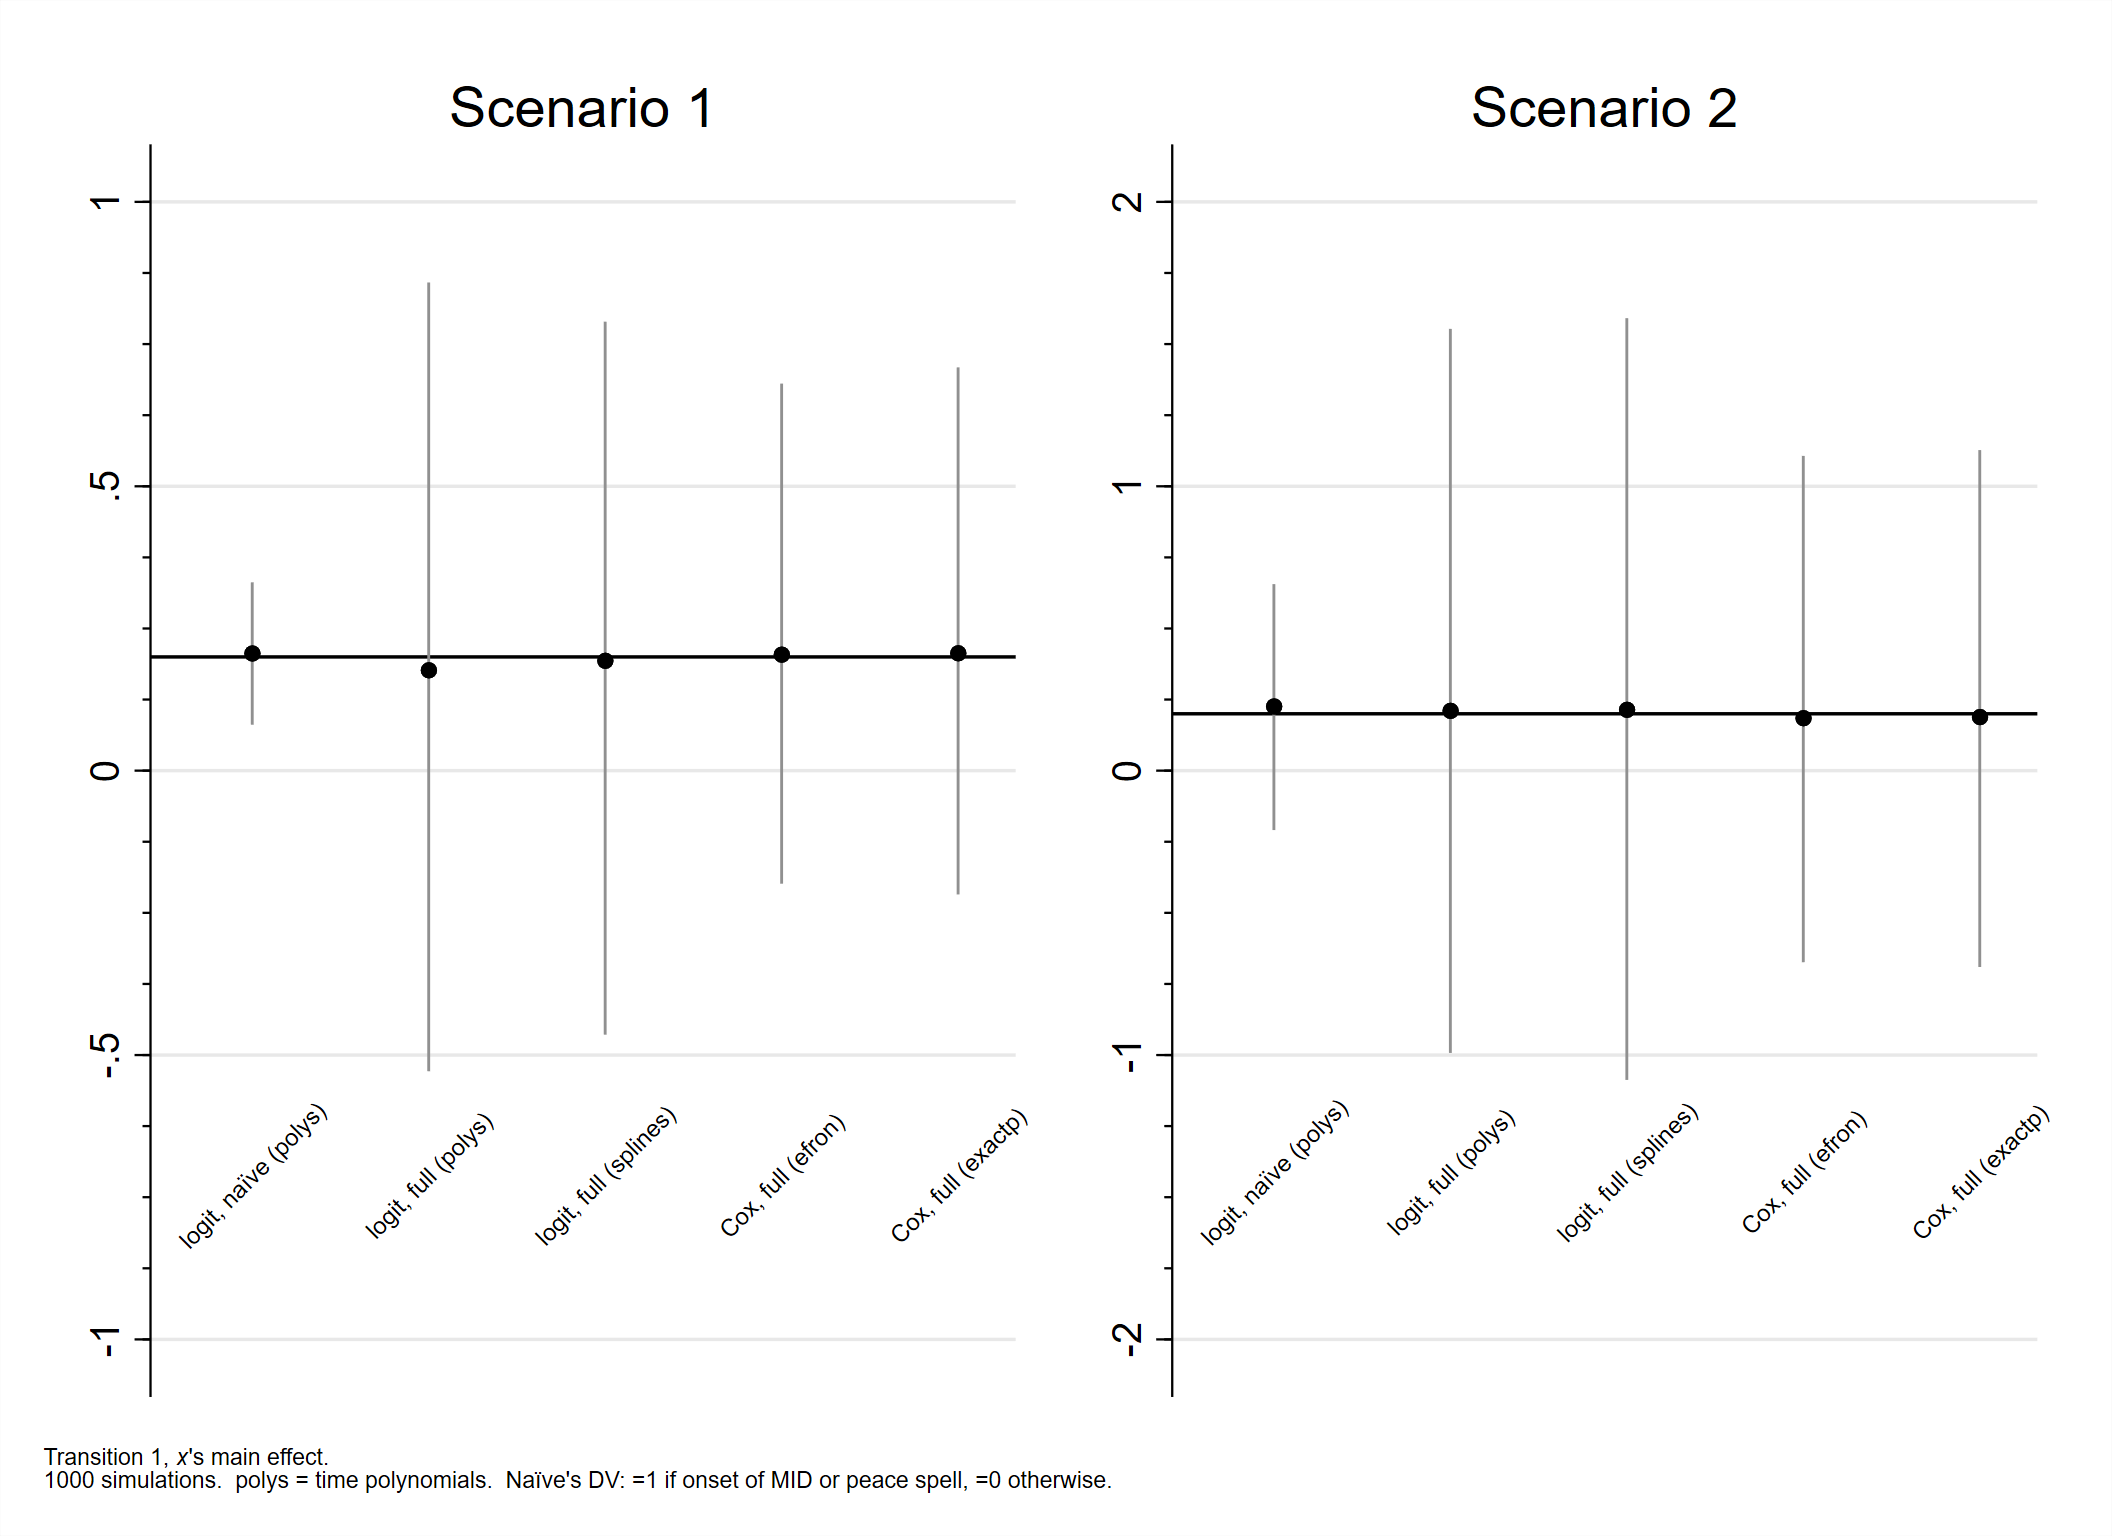 Scenario 1
1
.5
0
-.5
-1
logit, naïve (polys)
logit, full (polys)
logit, full (splines)
Cox, full (efron)
Cox, full (exactp)
Scenario 2
2
1
0
-1
-2
logit, naïve (polys)
logit, full (polys)
logit, full (splines)
Cox, full (efron)
Cox, full (exactp)
Transition 1, x's main effect.
1000 simulations.  polys = time polynomials.  Naïve's DV: =1 if onset of MID or peace spell, =0 otherwise.